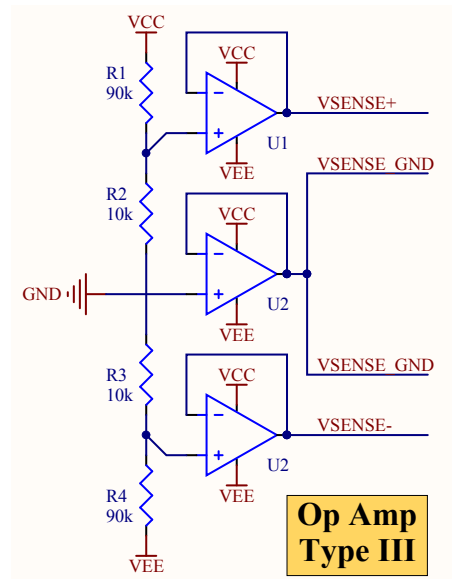 VCC
R1
90k
VCC
VSENSE+
U1
VEE
R2
10k
VSENSE_GND
VCC
GND
U2
VEE
R3
10k
VSENSE_GND
VCC
VSENSE-
U2
R4
90k
VEE
VEE
Op Amp
Type III